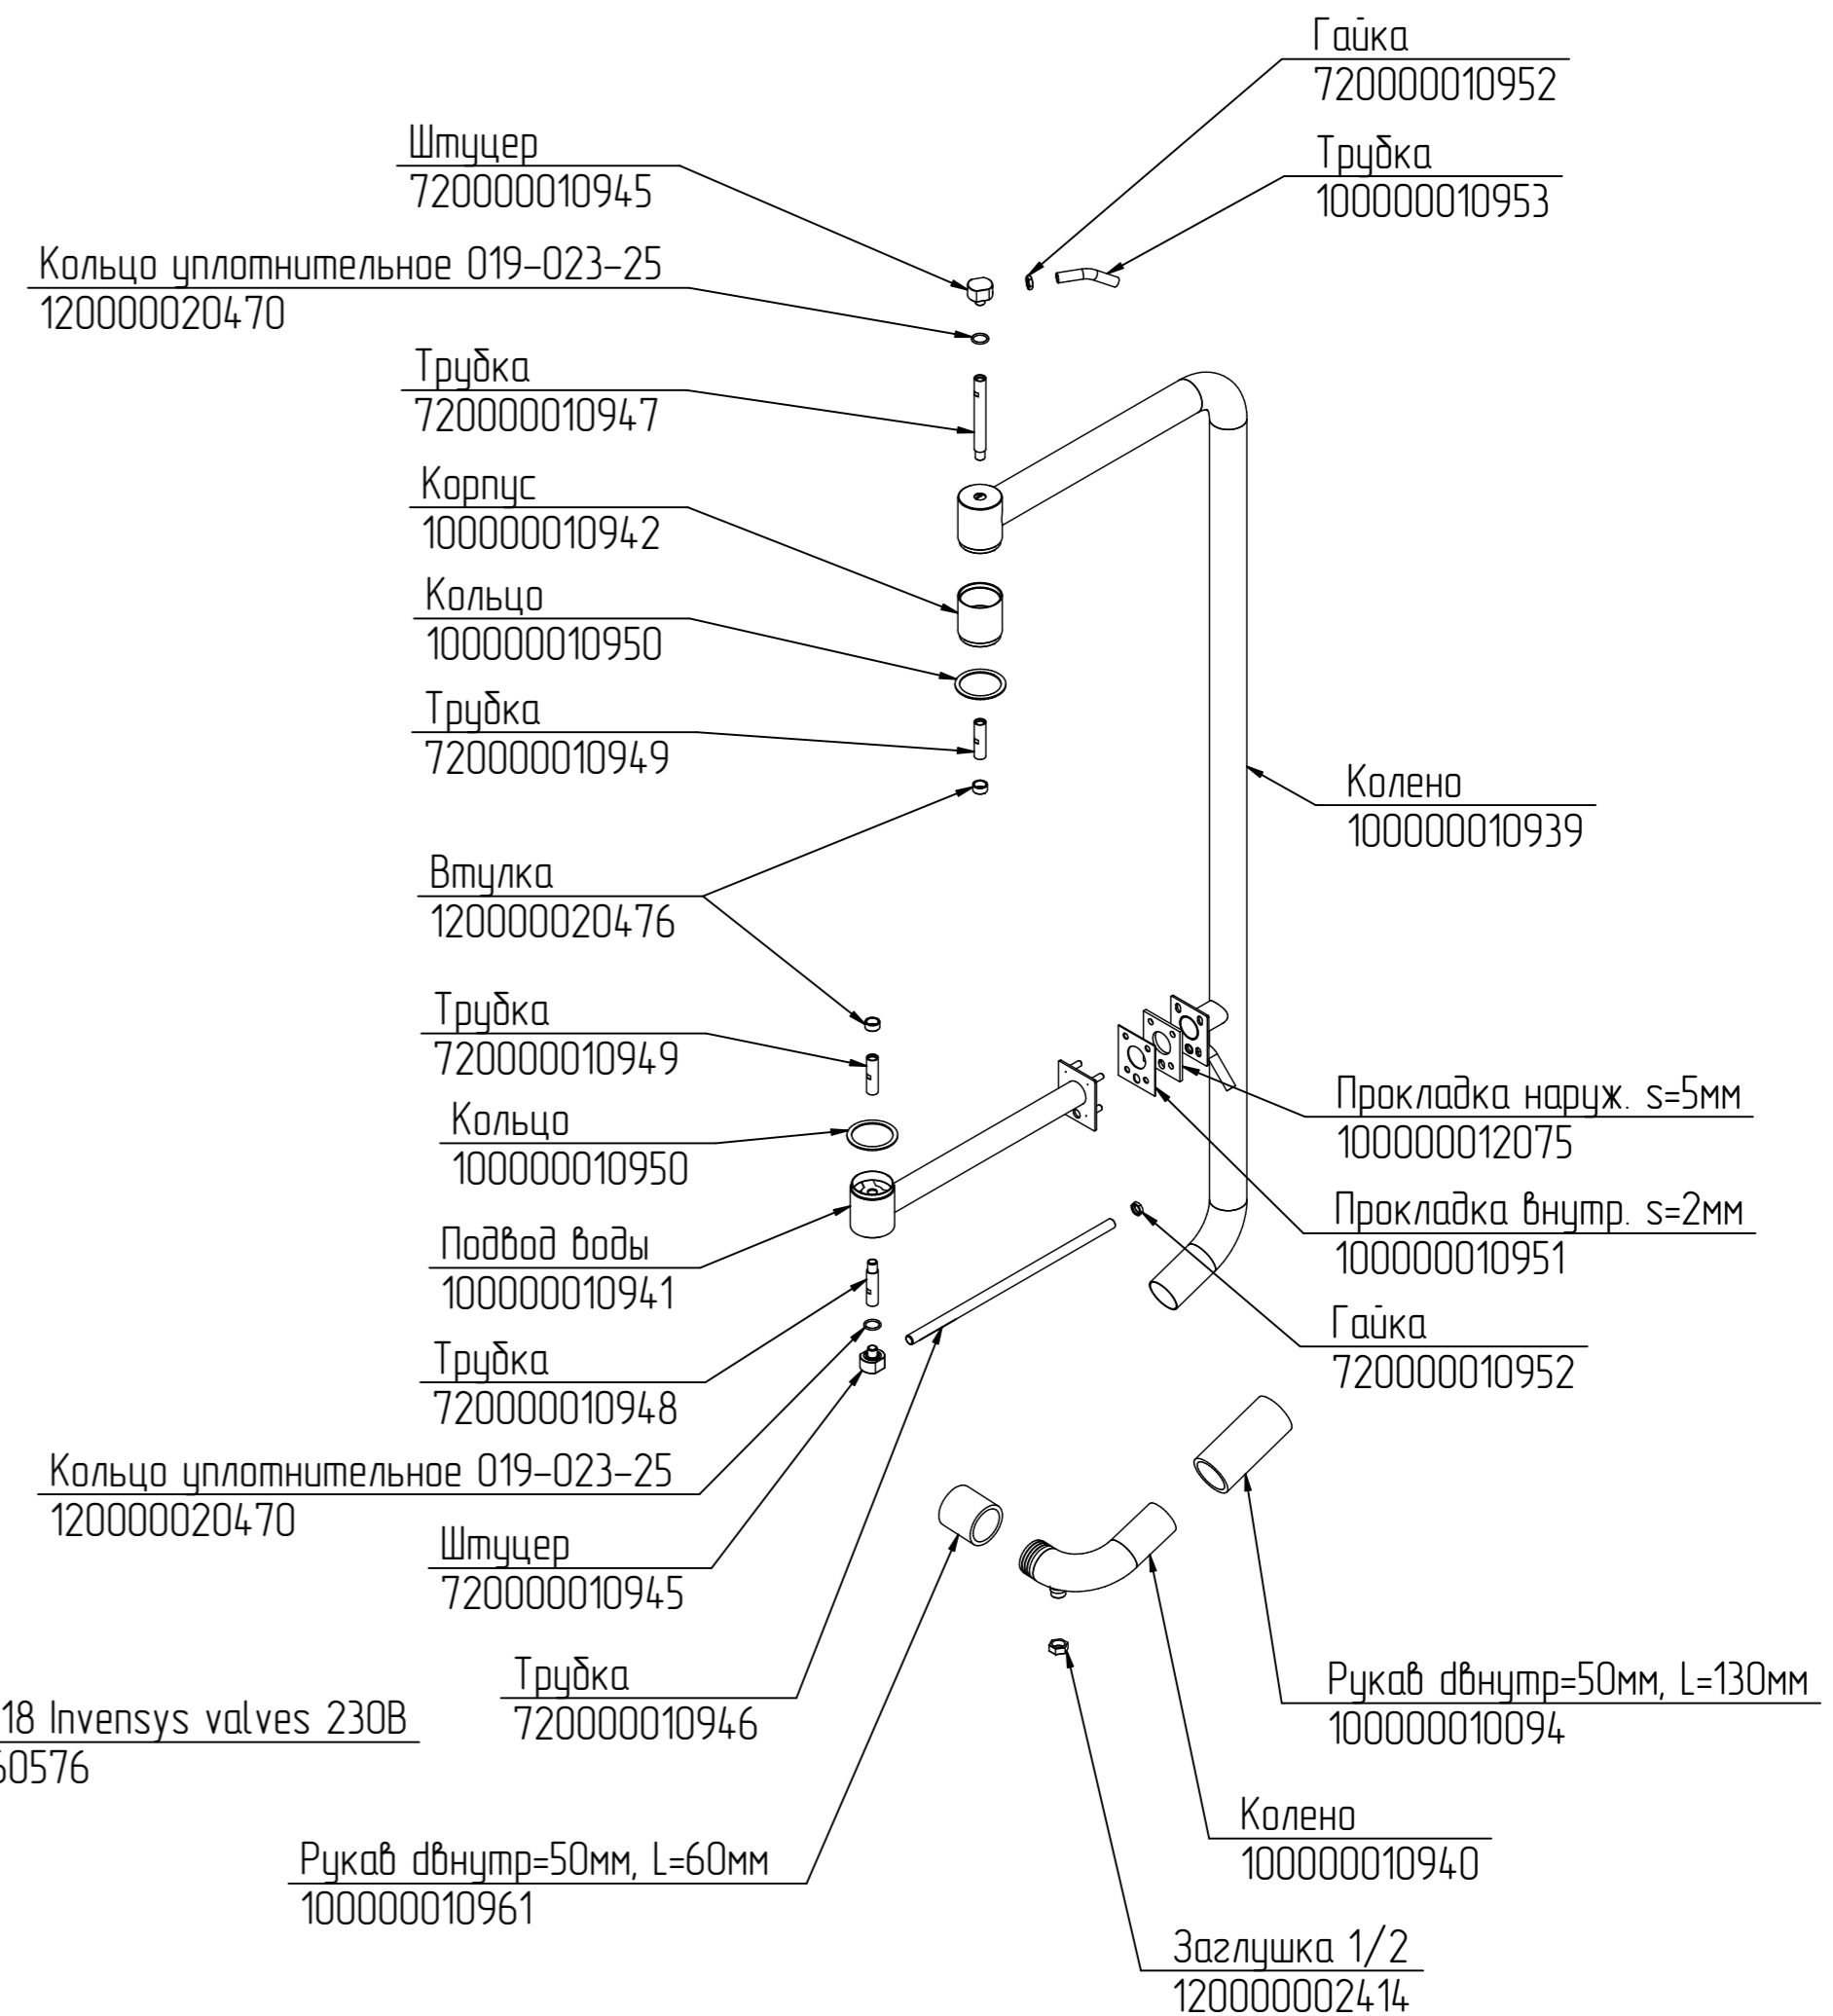 Гайка
720000010952
Штуцер
720000010945
Трубка
100000010953
Кольцо уплотнительное 019-023-25
120000020470
Трубка
720000010947
Корпус
100000010942
Кольцо
100000010950
Трубка
720000010949
Колено
100000010939
Втулка
120000020476
Трубка
720000010949
Кольцо
100000010950
Прокладка наруж. s=5мм
100000012075
Прокладка внутр. s=2мм
100000010951
Подвод воды
100000010941
Гайка
720000010952
Трубка
720000010948
Кольцо уплотнительное 019-023-25
120000020470
Штуцер
720000010945
Трубка
720000010946
Рукав dвнутр=50мм, L=130мм
100000010094
18 Invensys valves 230В
60576
Колено
100000010940
Рукав dвнутр=50мм, L=60мм
100000010961
Заглушка 1/2
120000002414